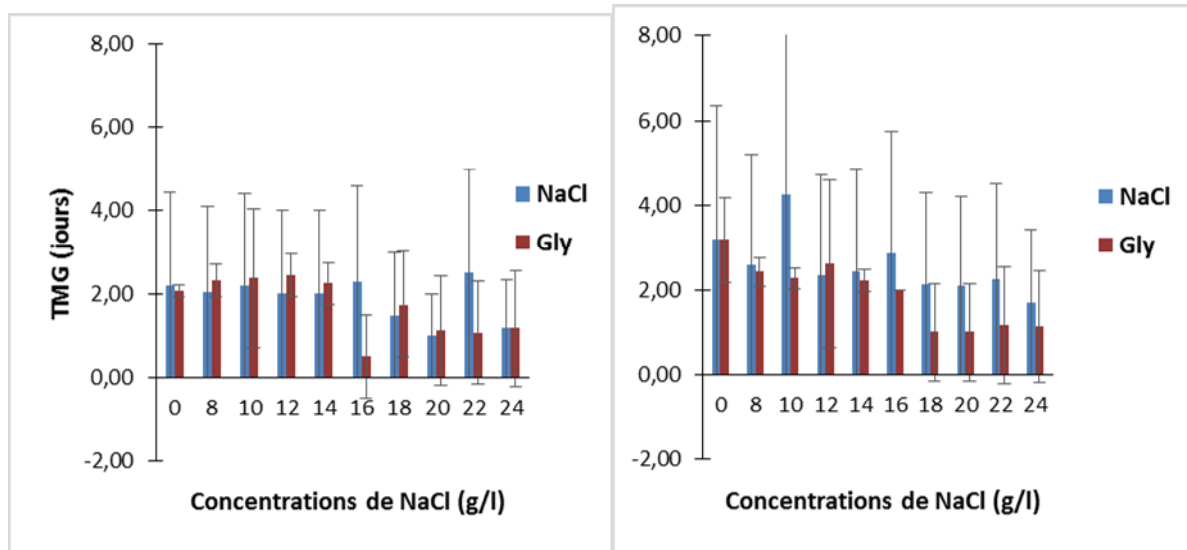 8,00
6,00
4,00
2,00
0,00
-2,00
TMG (jours)
0 8 10 12 14 16 18 20 22 24
Concentrations de NaCl (g/l)
NaCl
Gly
8,00
6,00
4,00
2,00
0,00
-2,00
0 8 10 12 14 16 18 20 22 24
Concentrations de NaCl (g/l)
NaCl
Gly